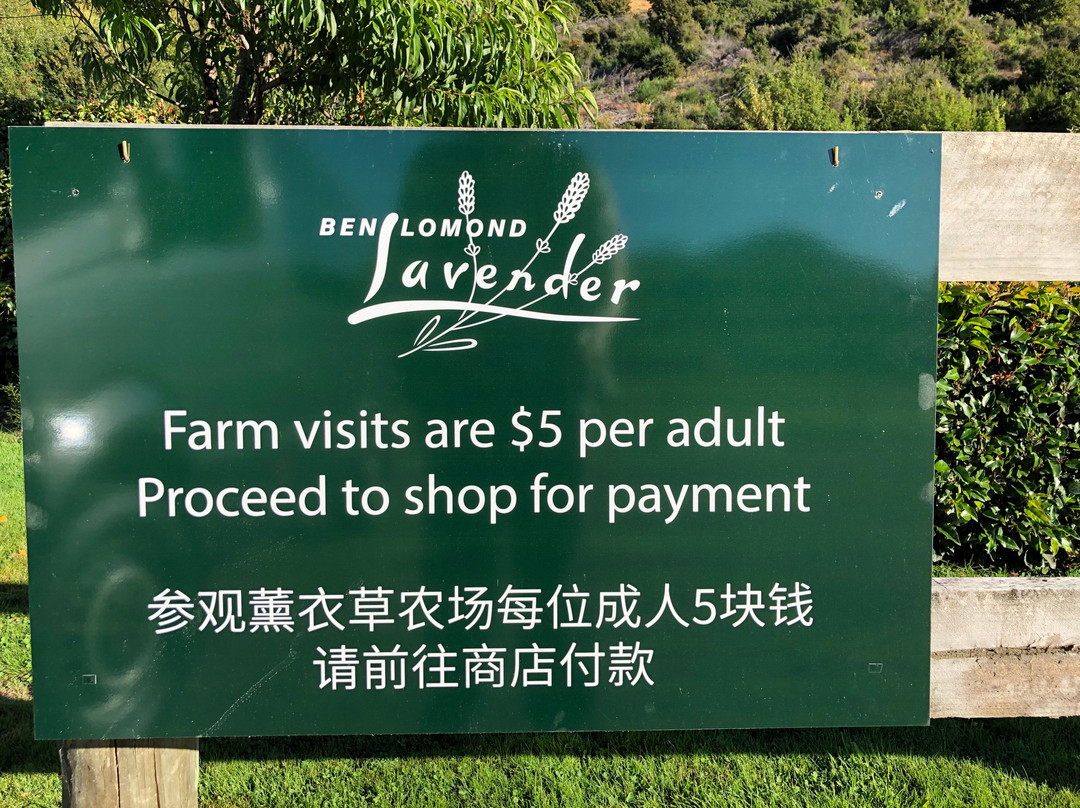 BEN LOMOND
Lavender
Farm visits are $5 per adult
Proceed to shop for payment
参观薰衣草农场每位成人5块钱
请前往商店付款